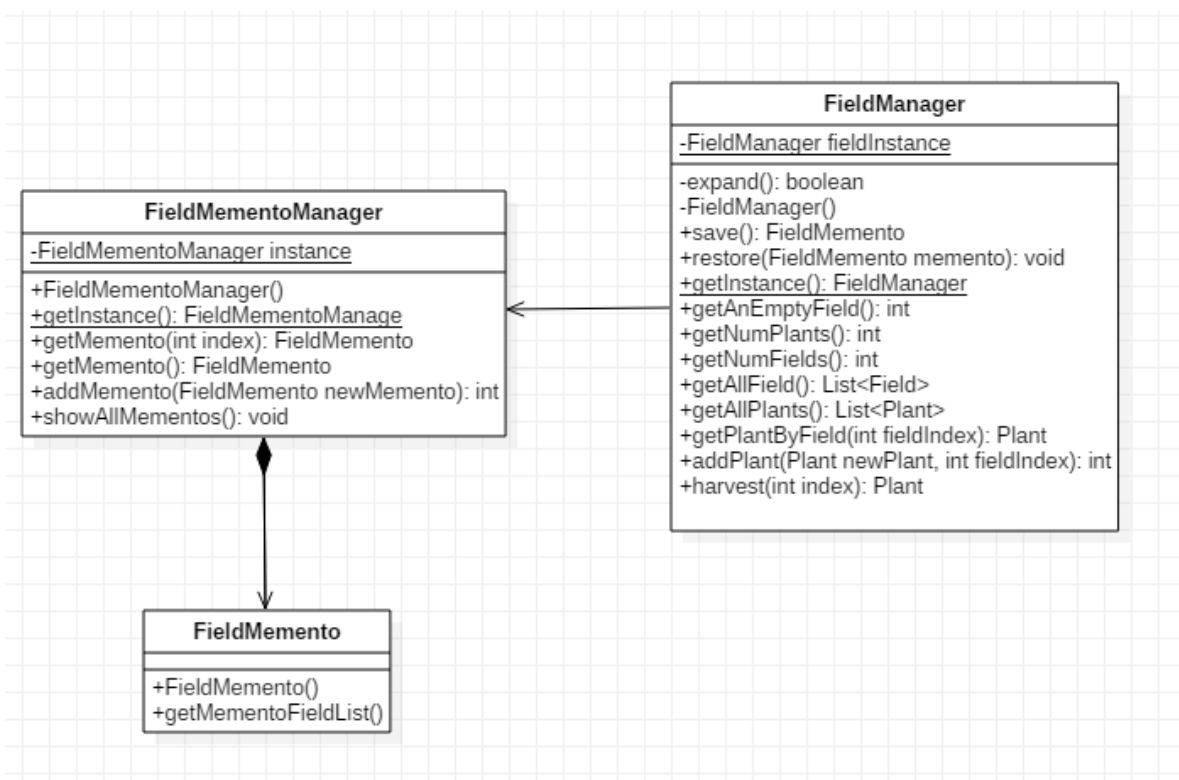 FieldManager
-FieldManager fieldInstance
-expand(): boolean
-FieldManager()
+save(): FieldMemento
+restore(FieldMemento memento): void
+getInstance(): FieldManager
+getAnEmptyField(): int
+getNumPlants(): int
+getNumFields(): int
+getAllField(): List<Field>
+getAllPlants(): List<Plant>
+getPlantByField(int fieldIndex): Plant
+addPlant(Plant newPlant, int fieldIndex): int
+harvest(int index): Plant
FieldMementoManager
-FieldMementoManager instance
+FieldMementoManager()
+getInstance(): FieldMementoManage
+getMemento(int index): FieldMemento
+getMemento(): FieldMemento
+addMemento(FieldMemento newMemento): int
+showAllMementos(): void
FieldMemento
+FieldMemento()
+getMementoFieldList()